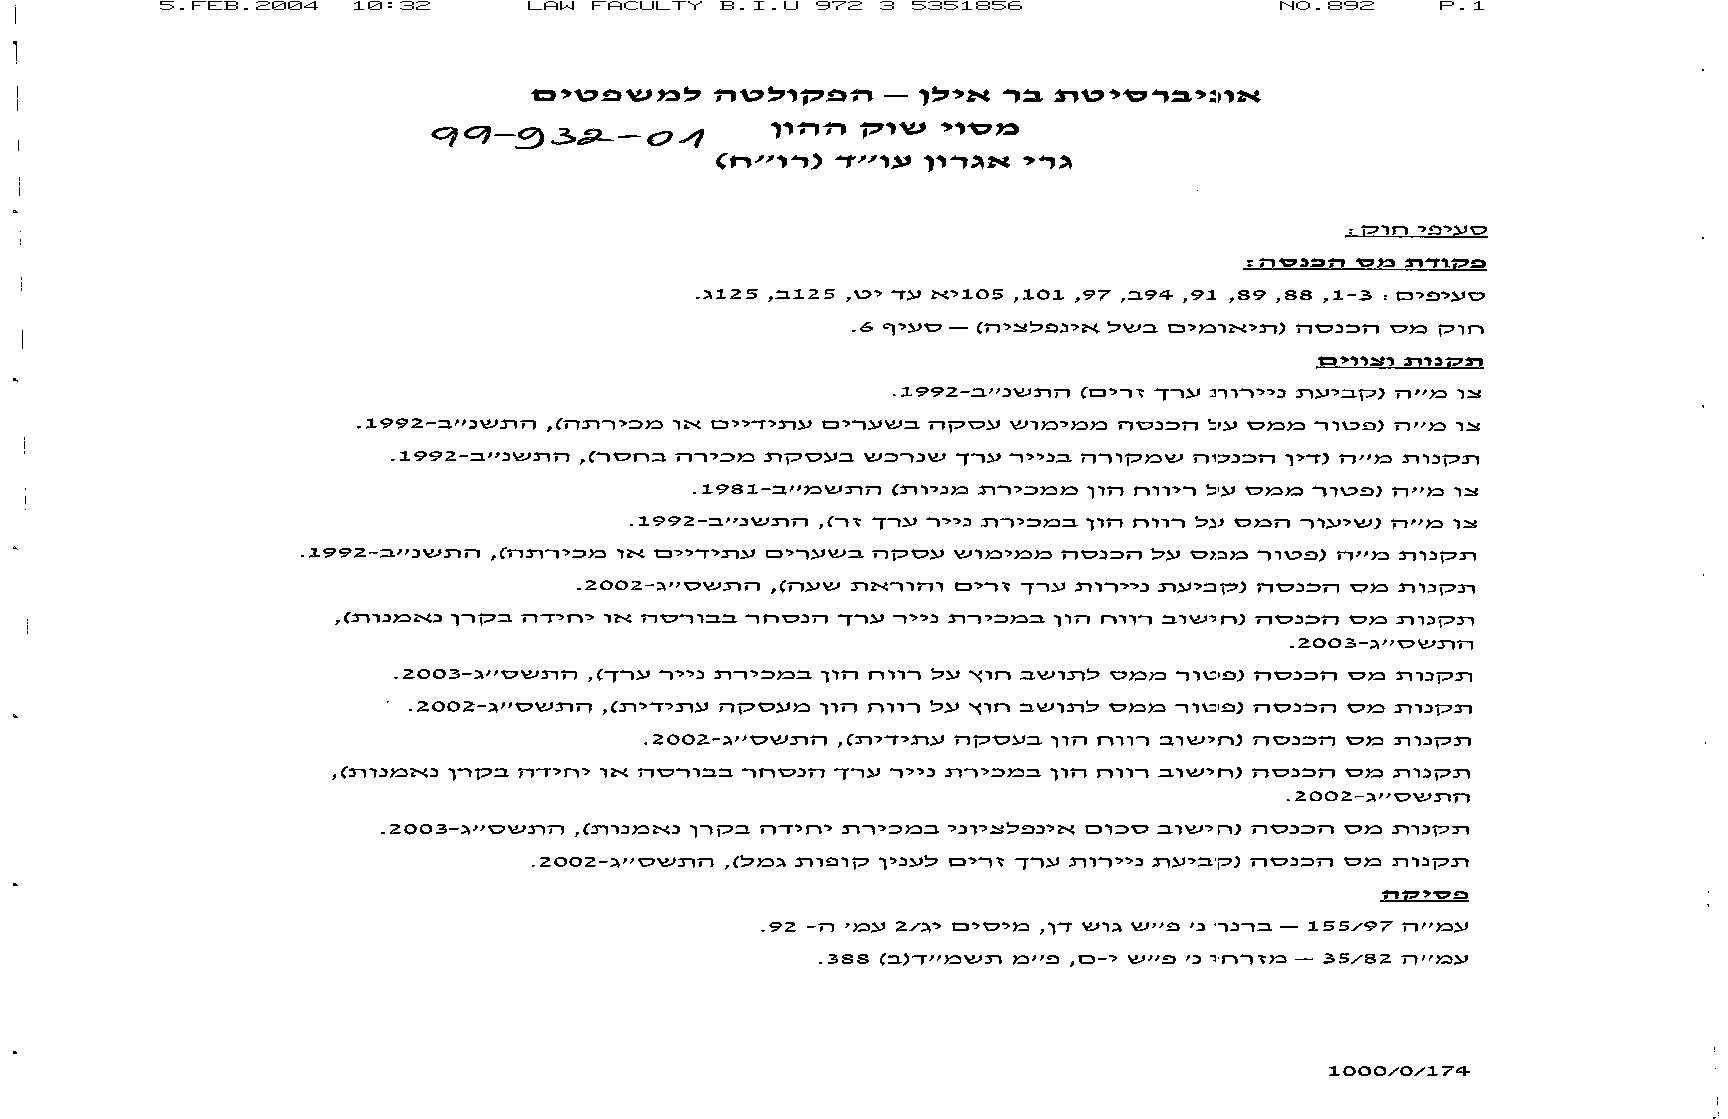 5.FEB.2004 10:32 LAW FACULTY B.I.U 972 3 5351856 NO.892 P.1
אוניברסיטת בר אילן – הפקולטה למשפטים
מסוי שוק ההון 99-932-01
גרי אגרון עו״ד (רו״ח)
סעיפי חוק:
פקודת מס הכנסה:
סעיפים: 1-3, 88, 89, 91, 94ב, 97, 101, 105יא עד יט, 125ב, 125ג.
חוק מס הכנסה (תיאומים בשל אינפלציה) – סעיף 6.
תקנות וצווים
צו מ״ה (קביעת ניירות ערך זרים) התשנ״ב-1992.
צו מ״ה (פטור ממס על הכנסה ממימוש עסקה בשערים עתידיים או מכירתה), התשנ״ב-1992.
תקנות מ״ה (דין הכנסה שמקורה בנייר ערך שנרכש בעסקת מכירה בחסר), התשנ״ב-1992.
צו מ״ה (פטור ממס על ריווח הון ממכירת מניות) התשמ״ב-1981.
צו מ״ה (שיעור המס על רווח הון במכירת נייר ערך זר), התשנ״ב-1992.
תקנות מ״ה (פטור ממס על הכנסה ממימוש עסקה בשערים עתידיים או מכירתה), התשנ״ב-1992.
תקנות מס הכנסה (קביעת ניירות ערך זרים והוראת שעה), התשס״ג-2002.
תקנות מס הכנסה (חישוב רווח הון במכירת נייר ערך הנסחר בבורסה או יחידה בקרן נאמנות),
התשס״ג-2003.
תקנות מס הכנסה (פטור ממס לתושב חוץ על רווח הון במכירת נייר ערך), התשס״ג-2003.
תקנות מס הכנסה (פטור ממס לתושב חוץ על רווח הון מעסקה עתידית), התשס״ג-2002.
תקנות מס הכנסה (חישוב רווח הון בעסקה עתידית), התשס״ג-2002.
תקנות מס הכנסה (חישוב רווח הון במכירת נייר ערך הנסחר בבורסה או יחידה בקרן נאמנות),
התשס״ג-2002.
תקנות מס הכנסה (חישוב סכום אינפלציוני במכירת יחידה בקרן נאמנות), התשס״ג-2003.
תקנות מס הכנסה (קביעת ניירות ערך זרים לענין קופות גמל), התשס״ג-2002.
פסיקה
עמ״ה 155/97 – ברנר נ׳ פ״ש גוש דן, מיסים יג/2 עמ׳ ה- 92.
עמ״ה 35/82 – מזרחי נ׳ פ״ש י-ם, פ״מ תשמ״ד(ב) 388.
1000/0/174